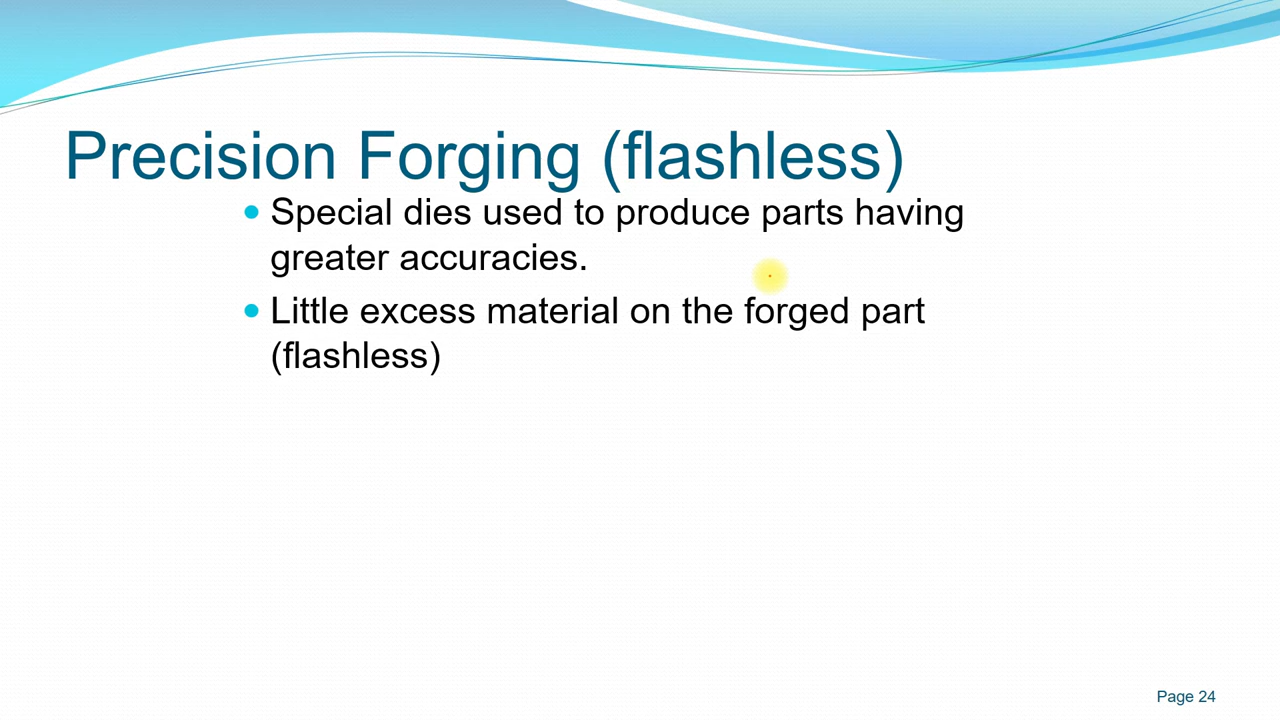 Precision Forging (flashless)
• Special dies used to produce parts having
greater accuracies.
• Little excess material on the forged part
(flashless)
Page 24